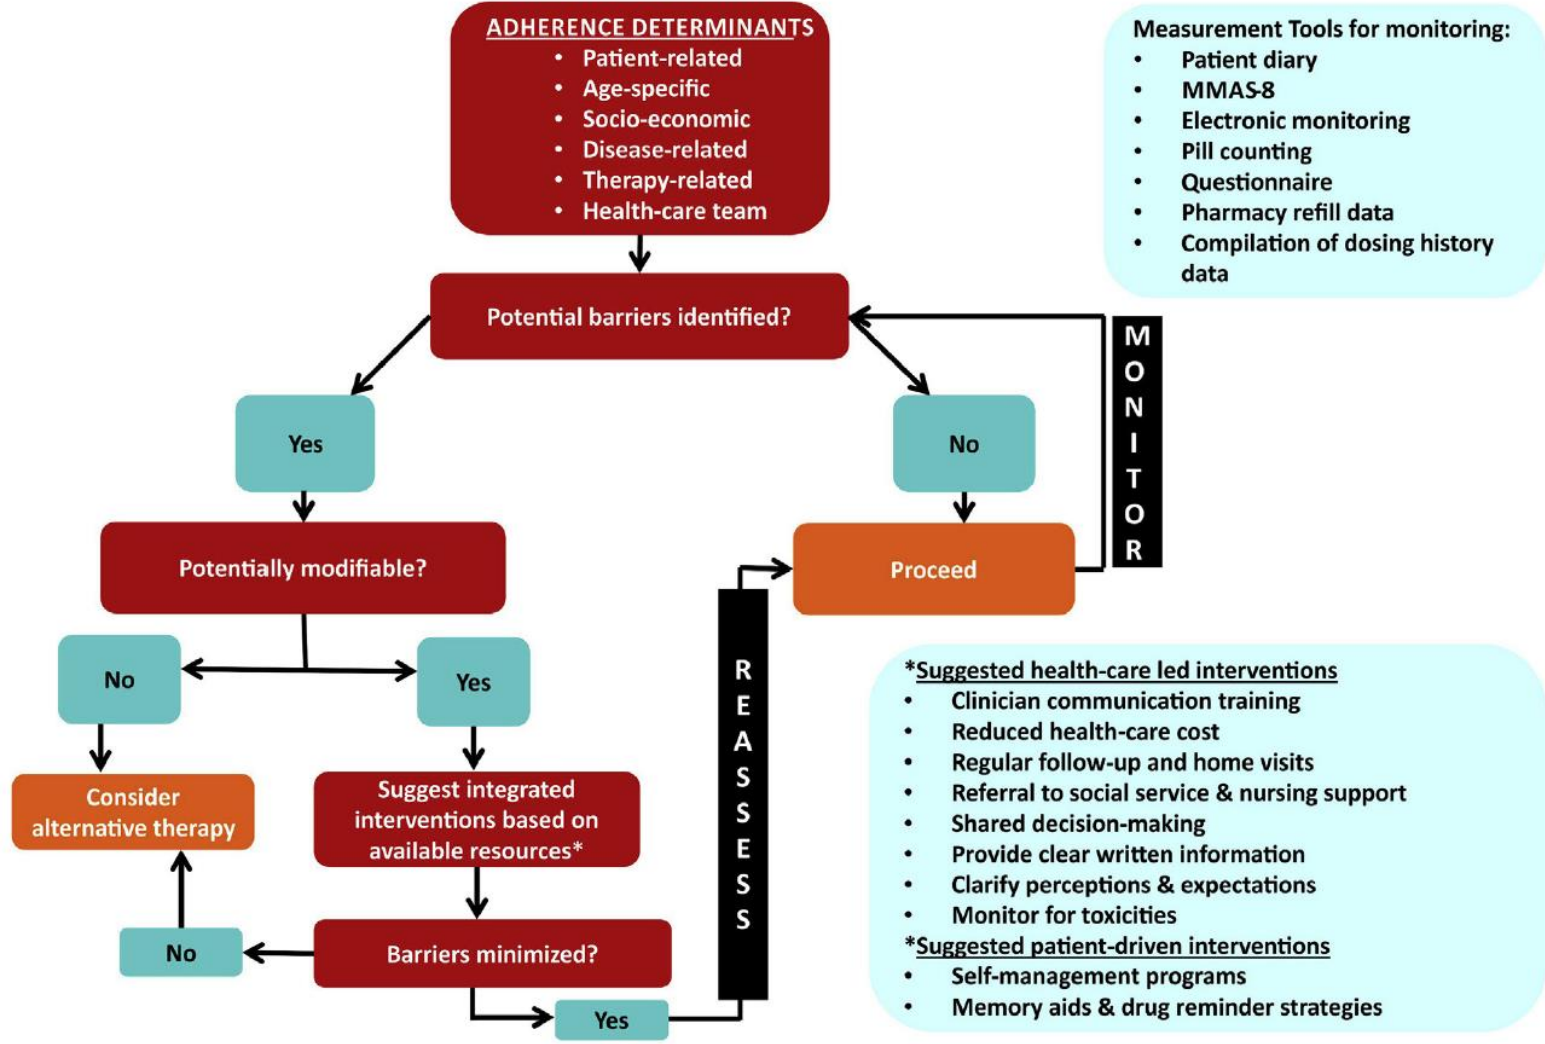 ADHERENCE DETERMINANTS
• Patient-related
• Age-specific
• Socio-economic
• Disease-related
• Therapy-related
• Health-care team
Measurement Tools for monitoring:
• Patient diary
• MMAS-8
• Electronic monitoring
• Pill counting
• Questionnaire
• Pharmacy refill data
• Compilation of dosing history
data
Potential barriers identified?
MONITOR
Yes
No
Potentially modifiable?
Proceed
No
Yes
REASSESS
Consider
alternative therapy
Suggest integrated
interventions based on
available resources*
No
Barriers minimized?
Yes
*Suggested health-care led interventions
• Clinician communication training
• Reduced health-care cost
• Regular follow-up and home visits
• Referral to social service & nursing support
• Shared decision-making
• Provide clear written information
• Clarify perceptions & expectations
• Monitor for toxicities
*Suggested patient-driven interventions
• Self-management programs
• Memory aids & drug reminder strategies